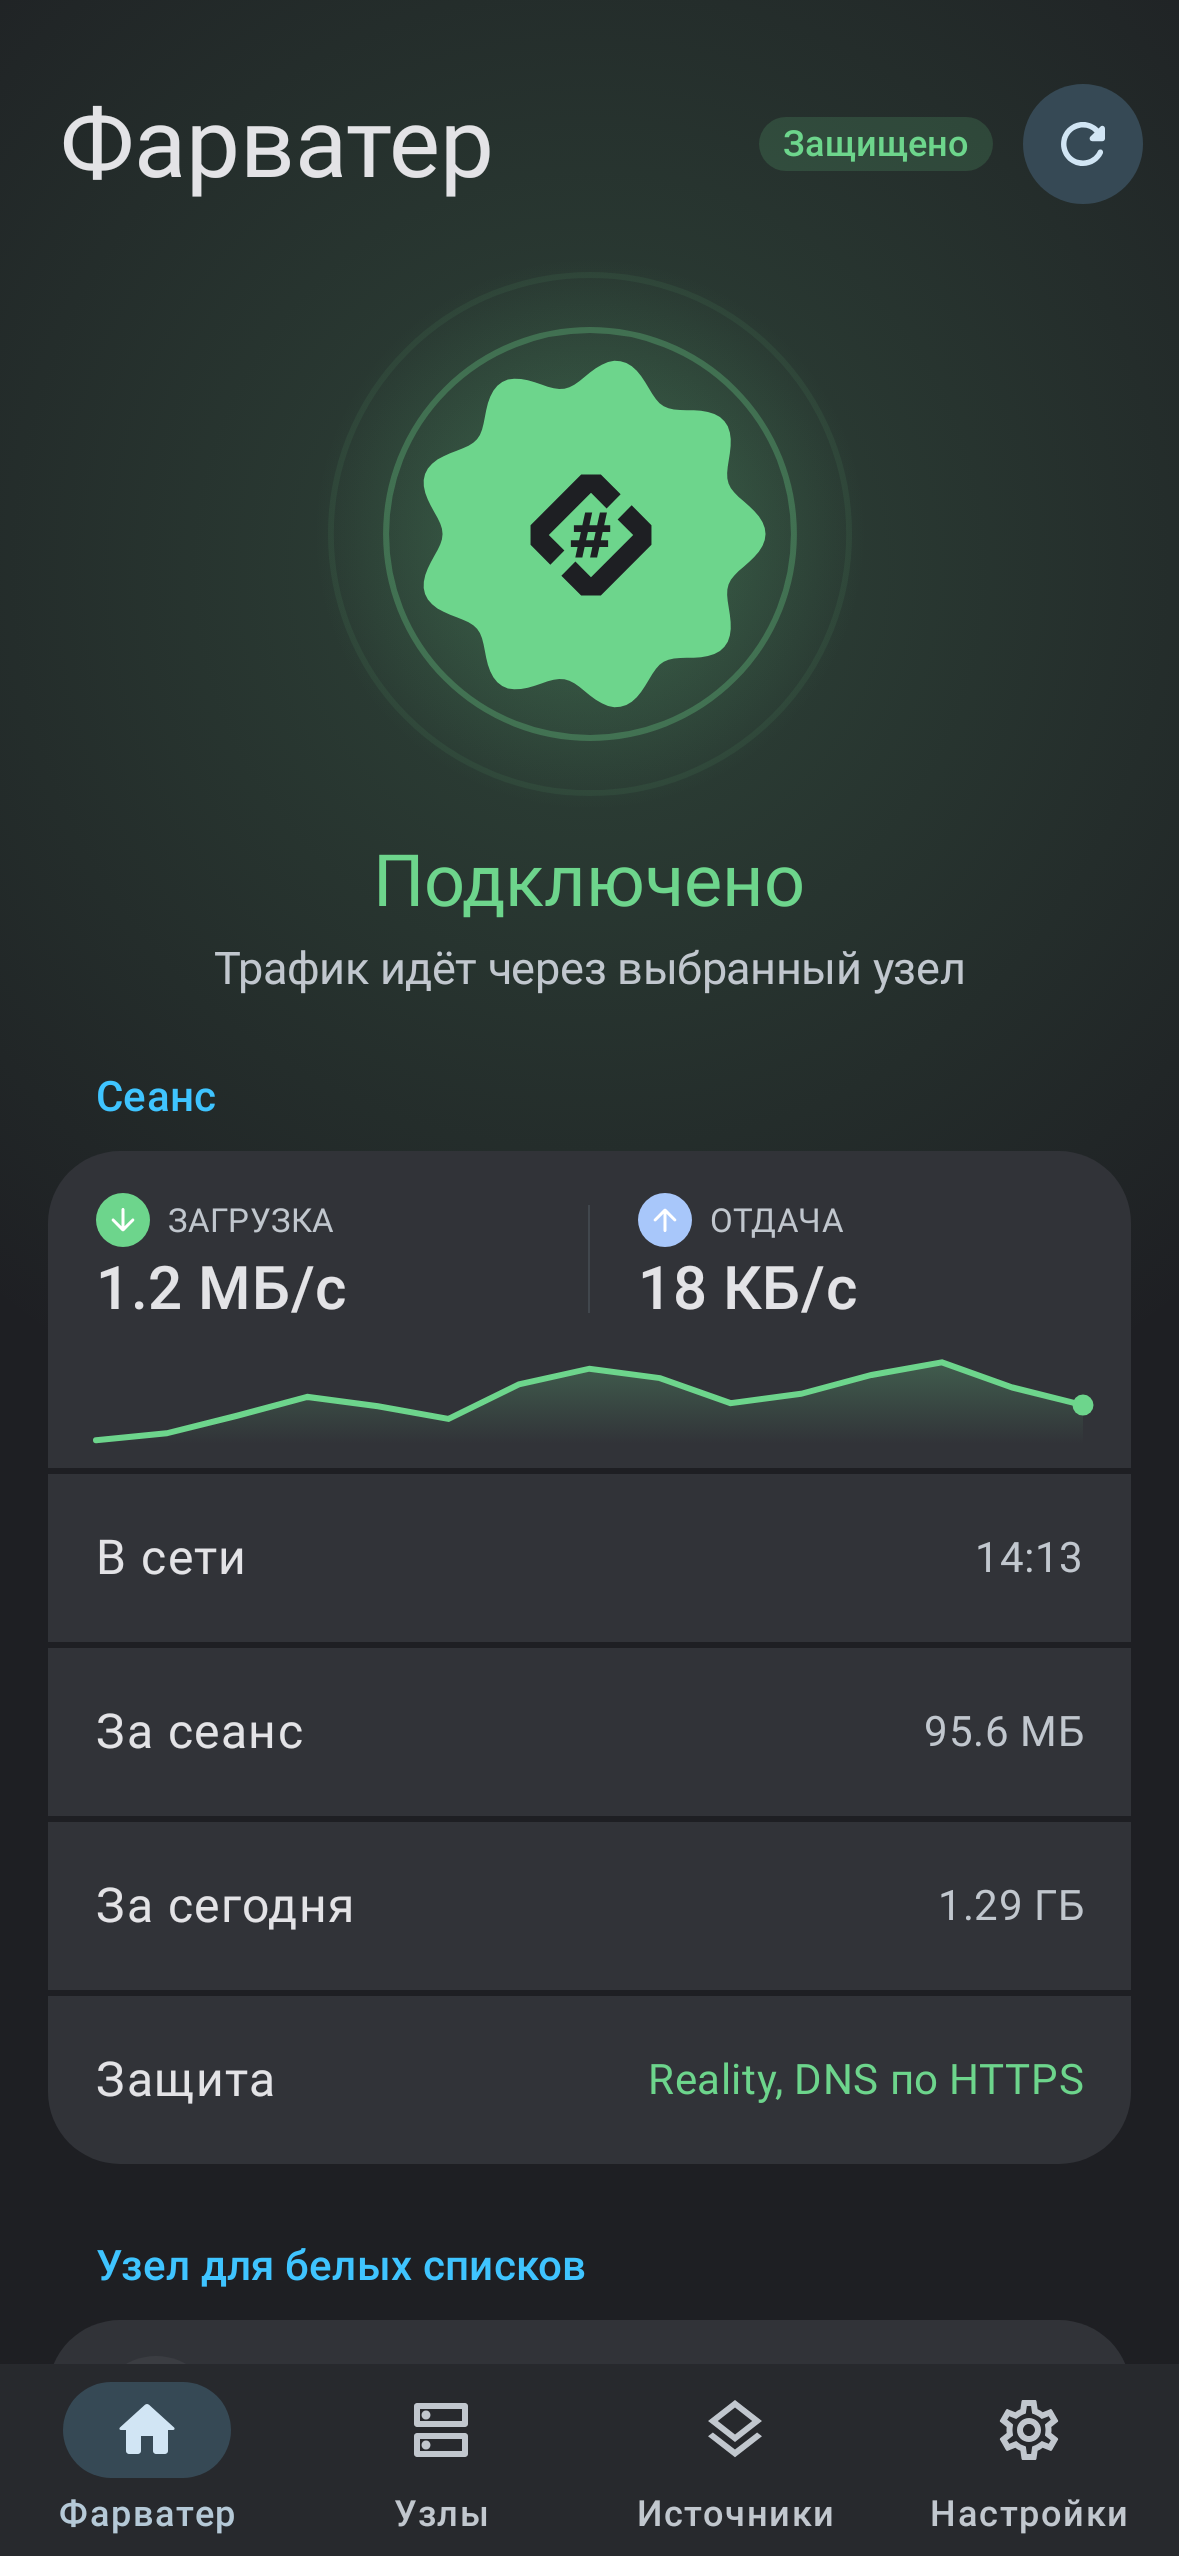 Фарватер
Защищено
#
Подключено
Трафик идёт через выбранный узел
Сеанс
ЗАГРУЗКА
1.2 МБ/с
ОТДАЧА
18 КБ/с
В сети 14:13
За сеанс 95.6 МБ
За сегодня 1.29 ГБ
Защита Reality, DNS по HTTPS
Узел для белых списков
Фарватер Узлы Источники Настройки